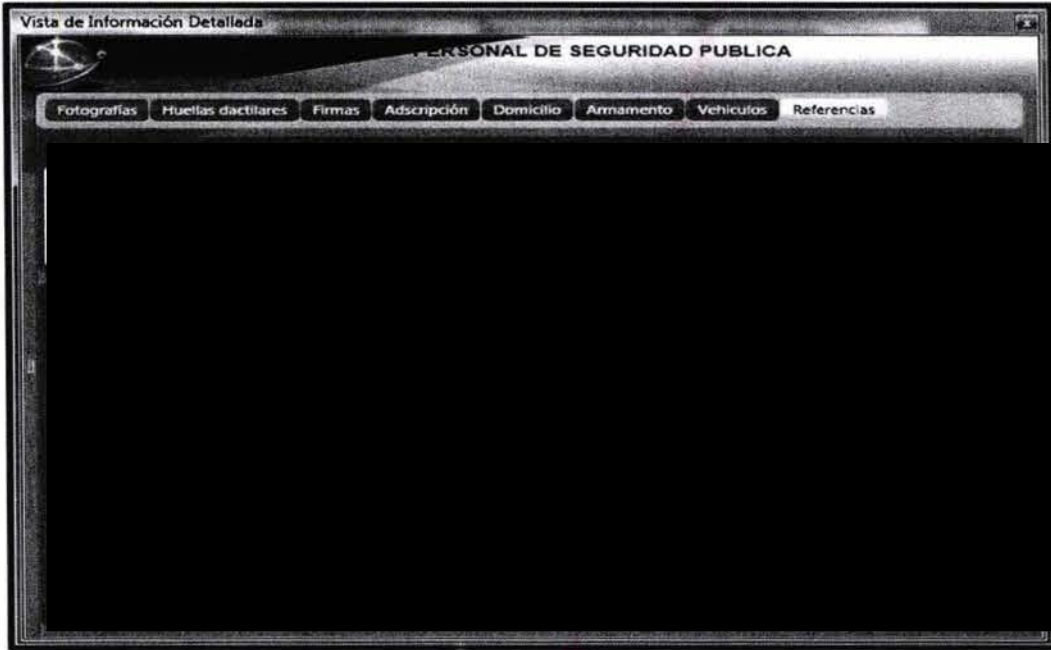 Vista de Información Detallada
PERSONAL DE SEGURIDAD PUBLICA
Fotografías Huellas dactilares Firmas Adscripción Domicilio Armamento Vehiculos Referencias